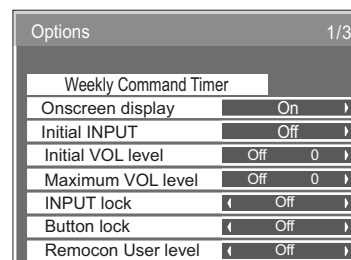 Options 1/3
Weekly Command Timer
Onscreen display On
Initial INPUT Off
Initial VOL level Off 0
Maximum VOL level Off 0
INPUT lock Off
Button lock Off
Remocon User level Off